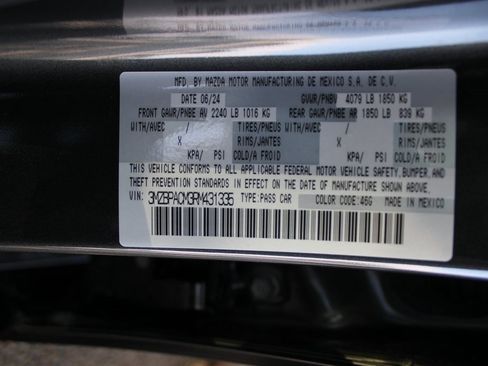 MFD. BY MAZDA MOTOR MANUFACTURING DE MEXICO S.A. DE C.V.
DATE 06/24 GVWR/PNBV 4079 LB 1850 KG
FRONT GAWR/PNBE AV 2240 LB 1016 KG REAR GAWR/PNBE AR 1850 LB 839 KG
WITH/AVEC / TIRES/PNEUS WITH/AVEC / TIRES/PNEUS
X RIMS/JANTES X RIMS/JANTES
KPA/ PSI COLD/A FROID KPA/ PSI COLD/A FROID
THIS VEHICLE CONFORMS TO ALL APPLICABLE FEDERAL MOTOR VEHICLE SAFETY, BUMPER AND
THEFT PREVENTION STANDARDS IN EFFECT ON THE DATE OF MANUFACTURE SHOWN ABOVE.
VIN: 3MZBPACM3RM431335 TYPE:PASS CAR COLOR CODE:46G MADE IN MEXICO